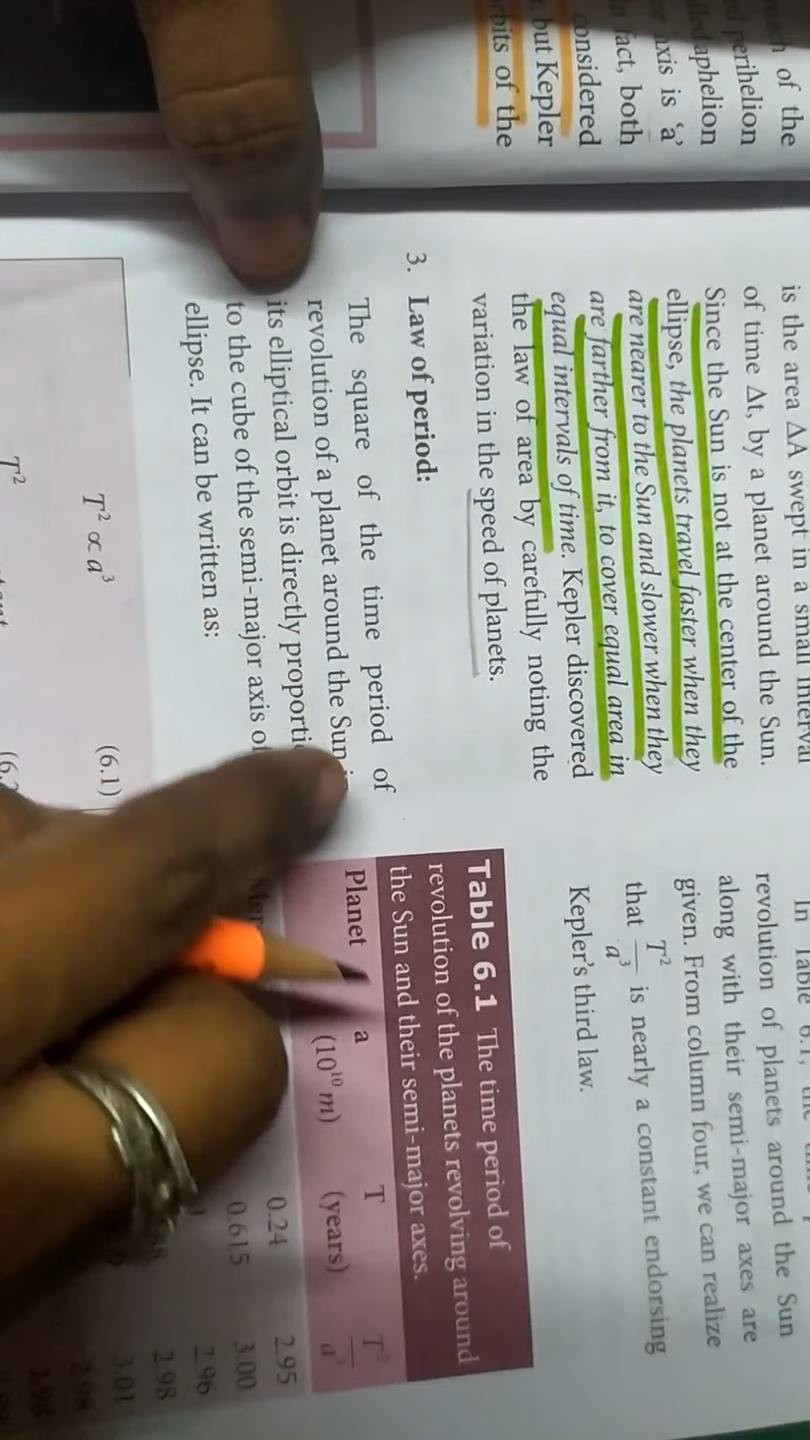 of the
perihelion
aphelion
axis is 'a'
fact, both
considered
but Kepler
of the
is the area ΔA swept in a small interval
of time Δt, by a planet around the Sun.
Since the Sun is not at the center of the
ellipse, the planets travel faster when they
are nearer to the Sun and slower when they
are farther from it, to cover equal area in
equal intervals of time. Kepler discovered
the law of area by carefully noting the
variation in the speed of planets.
3. Law of period:
The square of the time period of
revolution of a planet around the Sun in
its elliptical orbit is directly
to the cube of the semi-major axis of
ellipse. It can be written as:
T² ∝ a³ (6.1)
T²
revolution of planets around the Sun
along with their semi-major axes are
given. From column four, we can realize
that T²/a³ is nearly a constant endorsing
Kepler's third law.
Table 6.1 The time period of
revolution of the planets revolving around
the Sun and their semi-major axes.
Planet a (10¹⁰ m) T (years) T²/a³
0.24 2.95
0.615 3.00
2.96
2.98
3.01
2.98
2.98